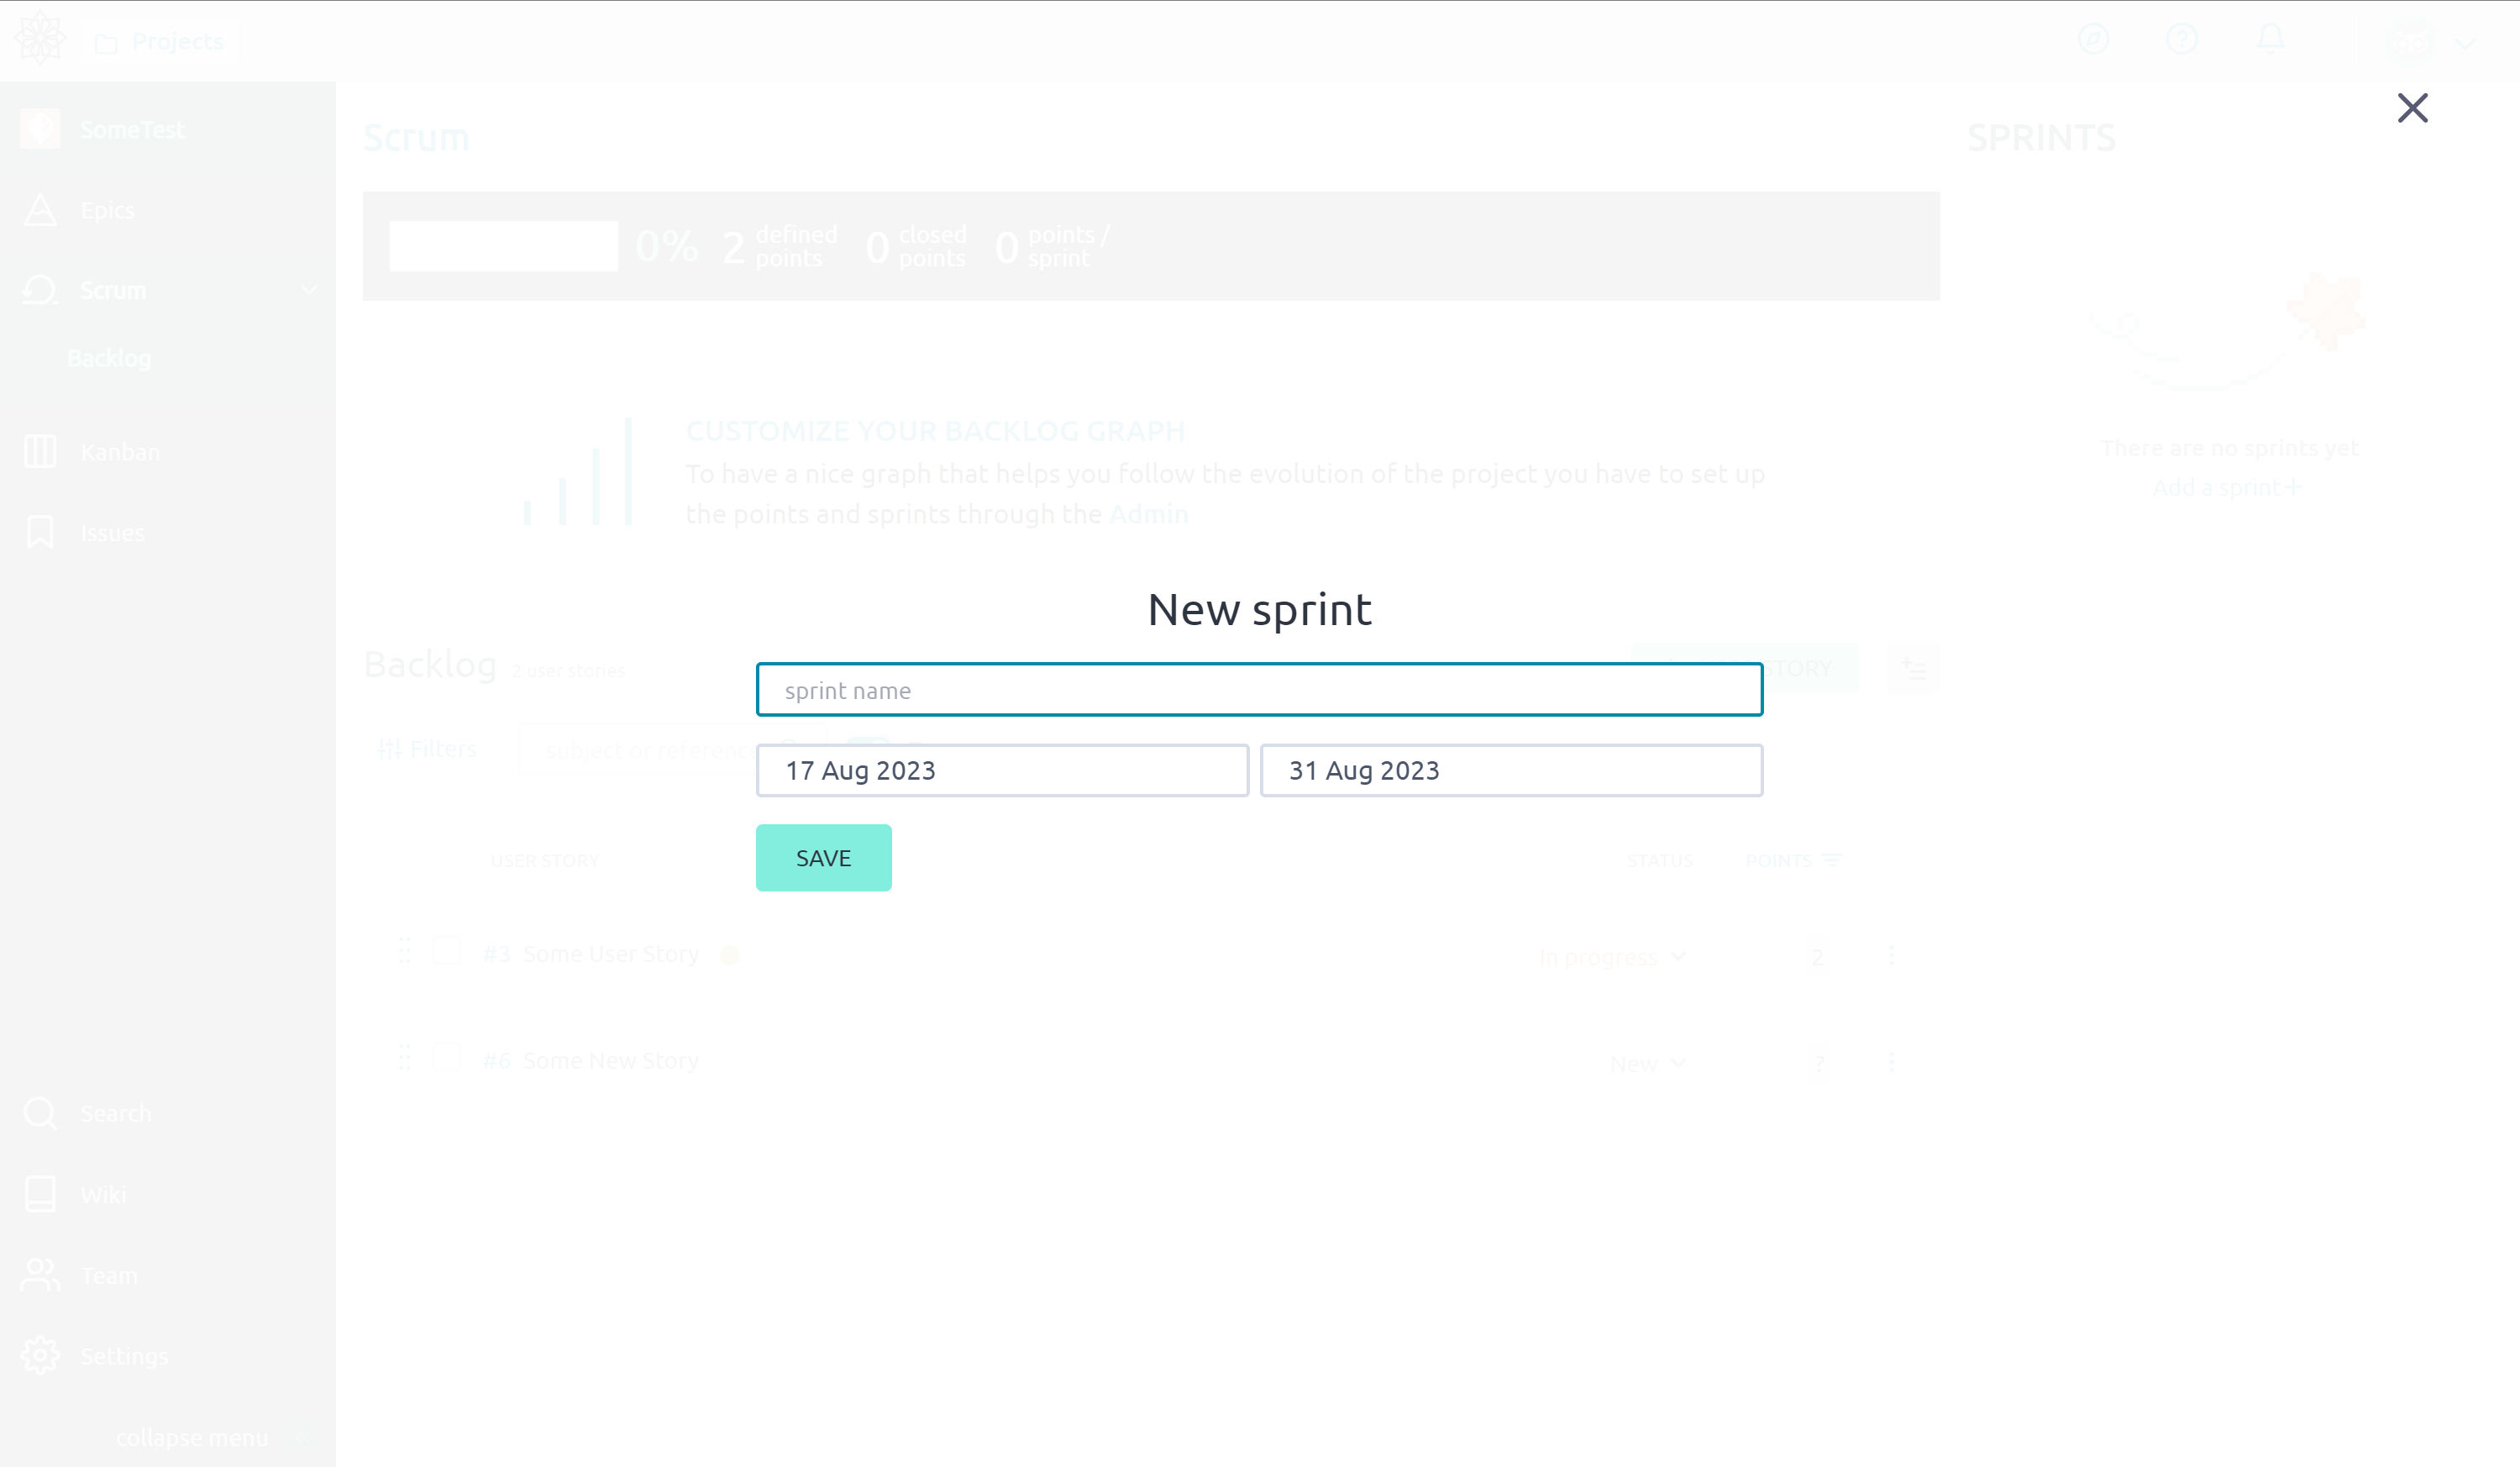 Projects
SomeTest
Epics
Scrum
Backlog
Kanban
Issues
Search
Wiki
Team
Settings
collapse menu
Scrum
0% 2 defined points 0 closed points 0 points / sprint
CUSTOMIZE YOUR BACKLOG GRAPH
To have a nice graph that helps you follow the evolution of the project you have to set up
the points and sprints through the Admin
SPRINTS
There are no sprints yet
Add a sprint
New sprint
sprint name
17 Aug 2023 31 Aug 2023
SAVE
Backlog 2 user stories STORY
Filters subject or reference
USER STORY STATUS POINTS
#3 Some User Story In progress 2
#6 Some New Story New ?